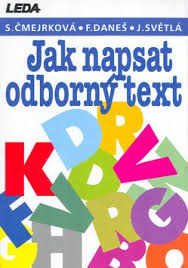 LEDA
S. ČMEJRKOVÁ • F. DANEŠ • J. SVĚTLÁ
Jak napsat
odborný text
K D R V
F V D V R G
G H B R O